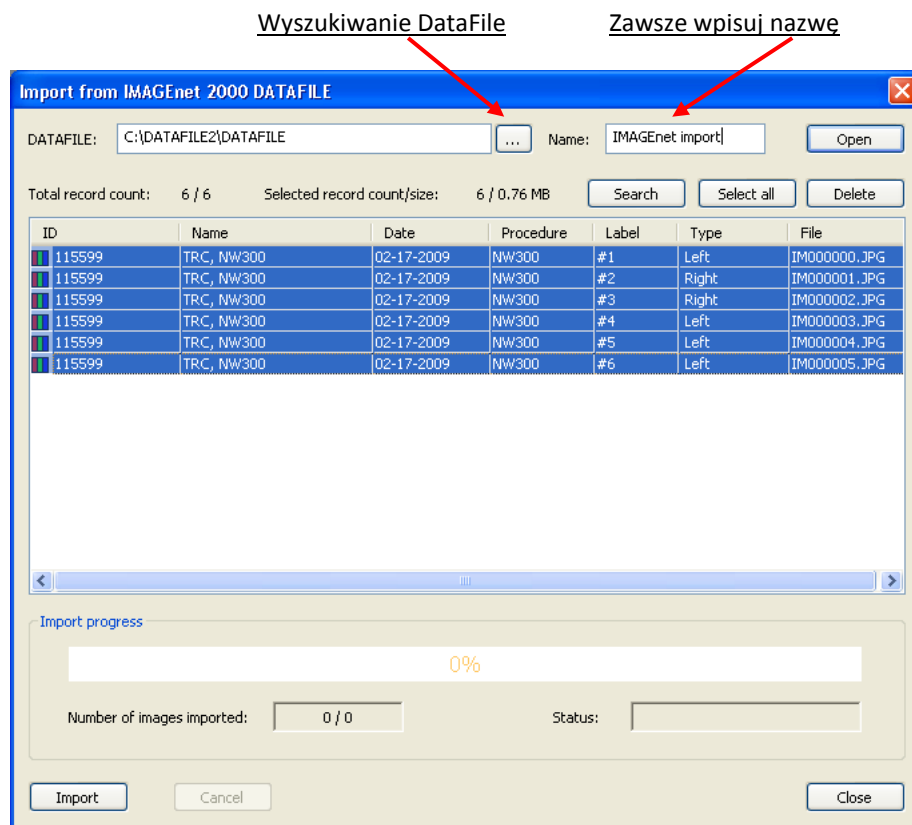 Wyszukiwanie DataFile Zawsze wpisuj nazwę
Import from IMAGEnet 2000 DATAFILE
DATAFILE: C:\DATAFILE2\DATAFILE ... Name: IMAGEnet import Open
Total record count: 6 / 6 Selected record count/size: 6 / 0.76 MB Search Select all Delete
ID Name Date Procedure Label Type File
115599 TRC, NW300 02-17-2009 NW300 #1 Left IM000000.JPG
115599 TRC, NW300 02-17-2009 NW300 #2 Right IM000001.JPG
115599 TRC, NW300 02-17-2009 NW300 #3 Right IM000002.JPG
115599 TRC, NW300 02-17-2009 NW300 #4 Left IM000003.JPG
115599 TRC, NW300 02-17-2009 NW300 #5 Left IM000004.JPG
115599 TRC, NW300 02-17-2009 NW300 #6 Left IM000005.JPG
Import progress
0%
Number of images imported: 0 / 0 Status:
Import Cancel Close